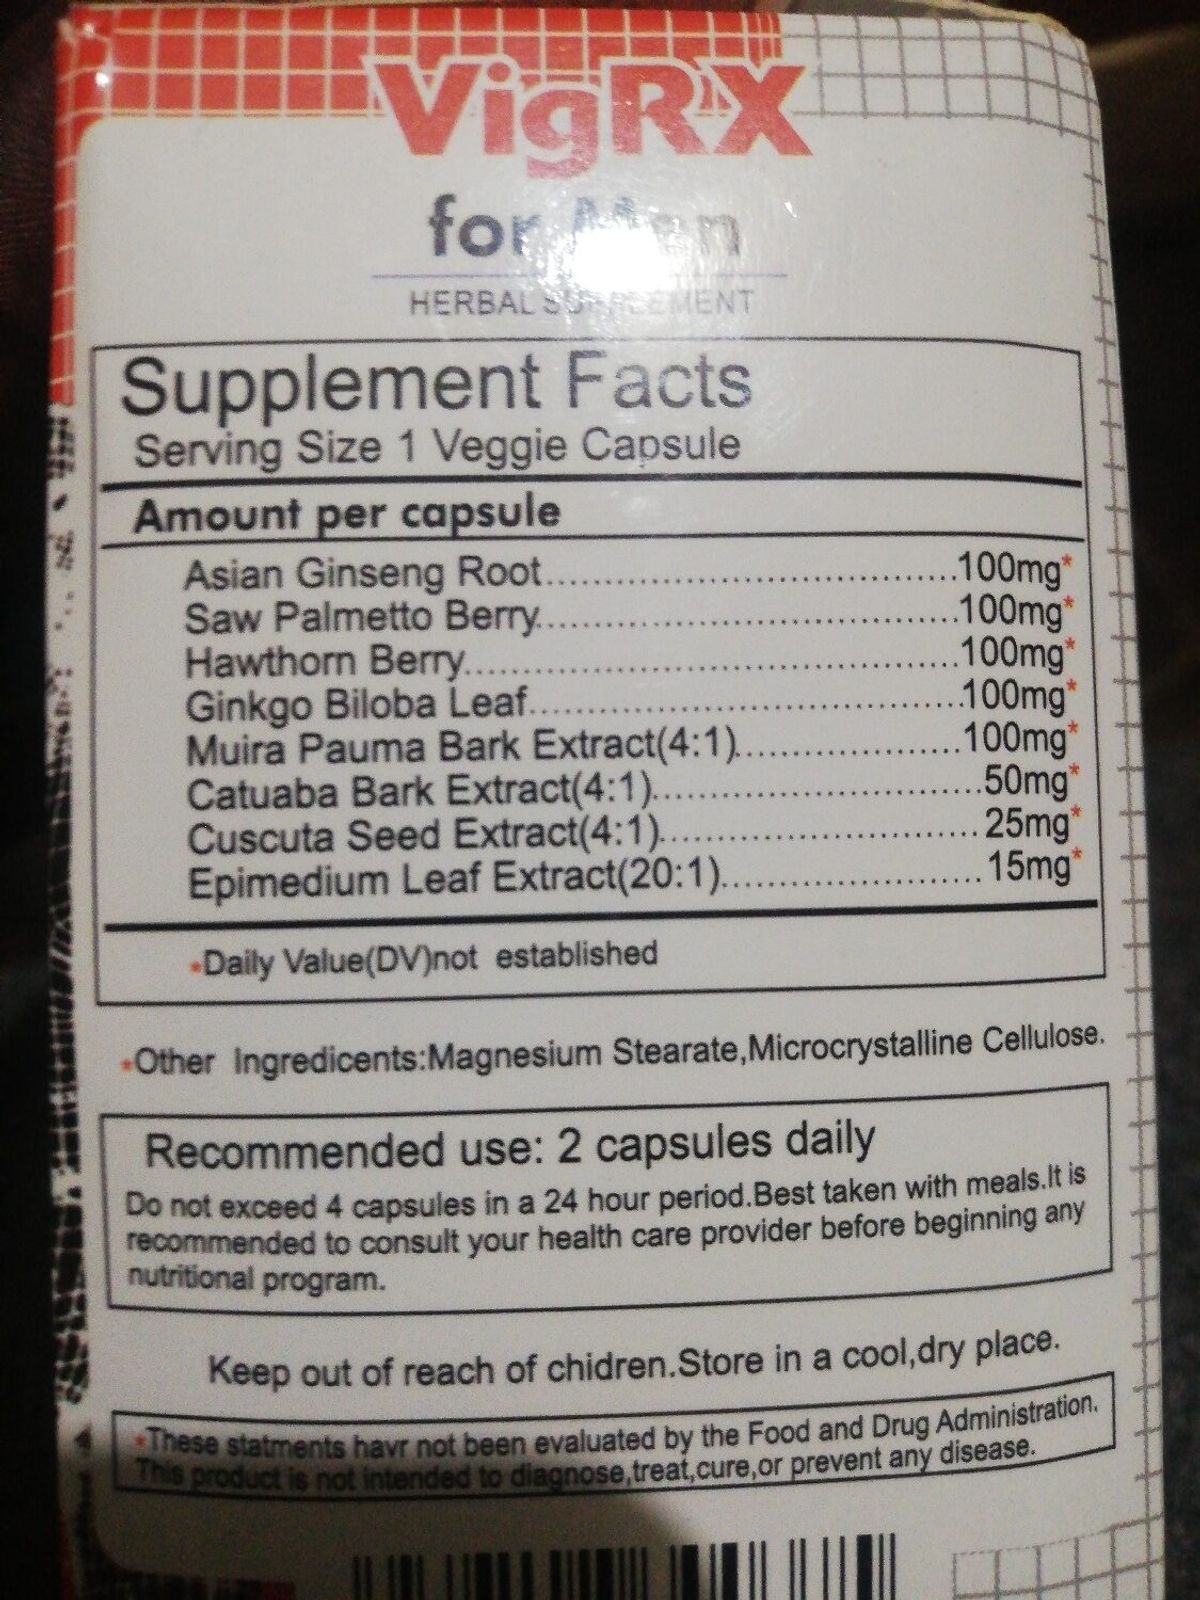 VigRX
for Men
HERBAL SUPPLEMENT
Supplement Facts
Serving Size 1 Veggie Capsule
Amount per capsule
Asian Ginseng Root..........................................100mg*
Saw Palmetto Berry..........................................100mg*
Hawthorn Berry..................................................100mg*
Ginkgo Biloba Leaf............................................100mg*
Muira Pauma Bark Extract(4:1)......................100mg*
Catuaba Bark Extract(4:1)................................50mg*
Cuscuta Seed Extract(4:1)...............................25mg*
Epimedium Leaf Extract(20:1).........................15mg*
*Daily Value(DV)not established
*Other Ingredicents:Magnesium Stearate,Microcrystalline Cellulose.
Recommended use: 2 capsules daily
Do not exceed 4 capsules in a 24 hour period.Best taken with meals.It is
recommended to consult your health care provider before beginning any
nutritional program.
Keep out of reach of chidren.Store in a cool,dry place.
*These statments havr not been evaluated by the Food and Drug Administration.
This product is not intended to diagnose,treat,cure,or prevent any disease.